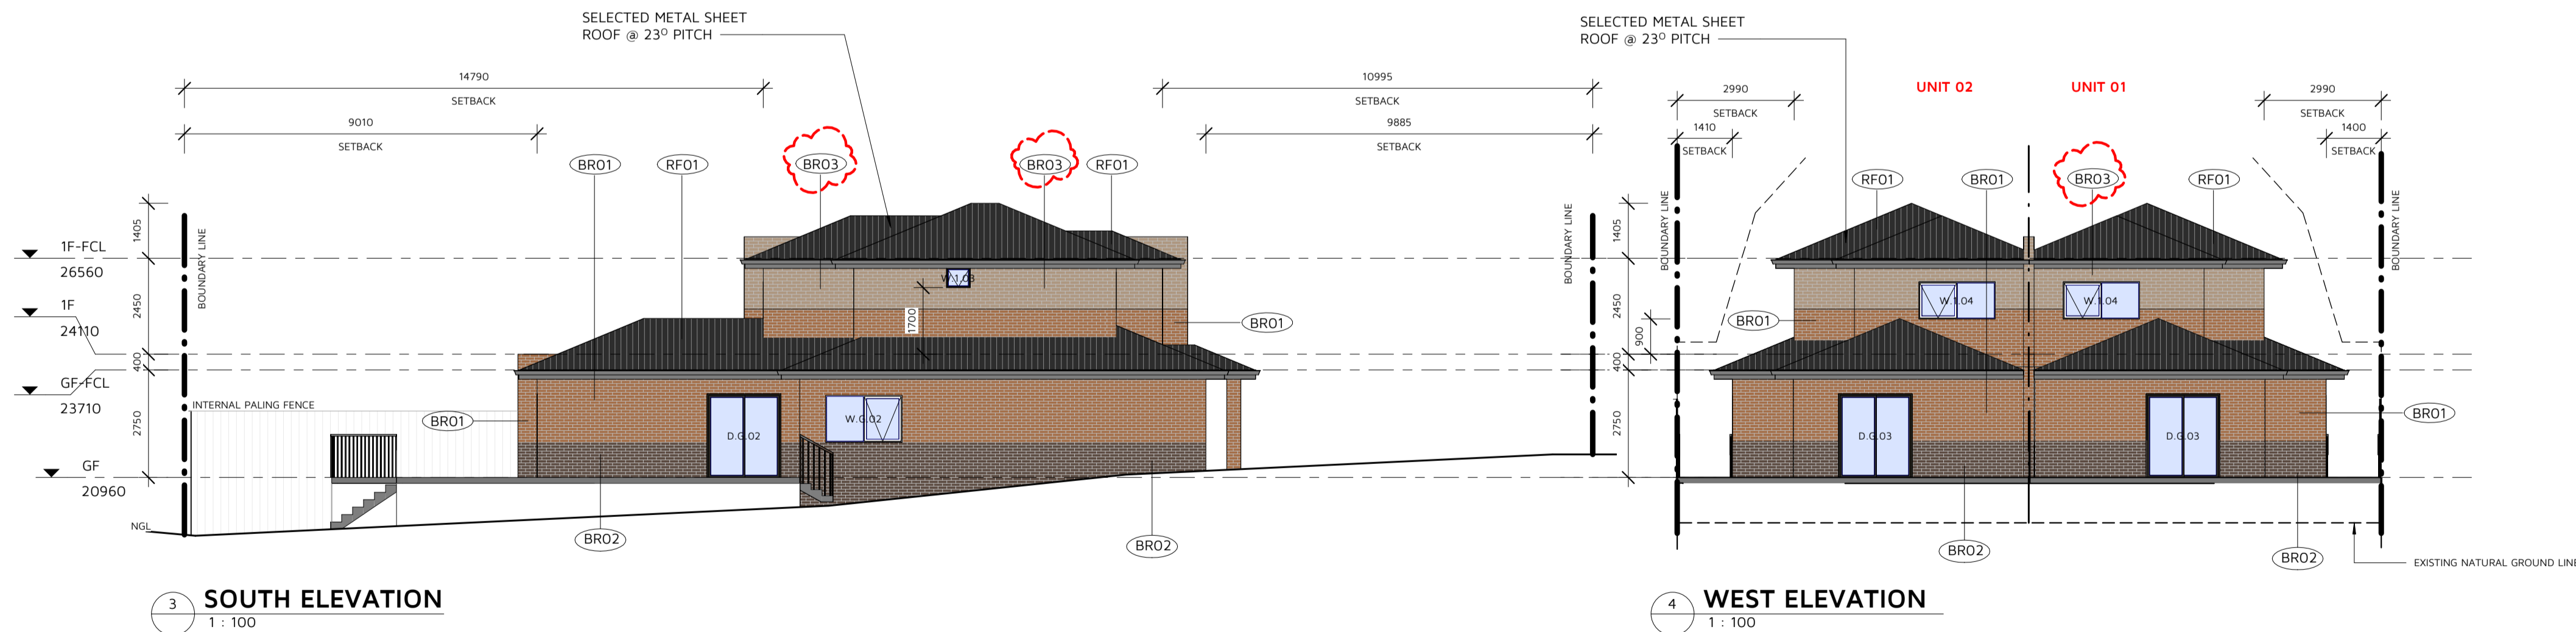 SELECTED METAL SHEET
ROOF @ 23⁰ PITCH
14790
SETBACK
10995
SETBACK
9010
SETBACK
9885
SETBACK
BR01
RF01
BR03
BR03
RF01
1405
2450
400
2750
1F-FCL
26560
1F
24110
GF-FCL
23710
GF
20960
BOUNDARY LINE
INTERNAL PALING FENCE
BR01
NGL
D.G.02
W.G.02
W.1.03
1700
BR01
BR02
BR02
BOUNDARY LINE
3
SOUTH ELEVATION
1 : 100
SELECTED METAL SHEET
ROOF @ 23⁰ PITCH
UNIT 02
UNIT 01
2990
SETBACK
2990
SETBACK
1410
SETBACK
1400
SETBACK
RF01
BR01
BR03
RF01
1405
2450
400
2750
900
BOUNDARY LINE
BOUNDARY LINE
W.1.04
W.1.04
BR01
BR01
D.G.03
D.G.03
BR02
BR02
EXISTING NATURAL GROUND LINE
4
WEST ELEVATION
1 : 100